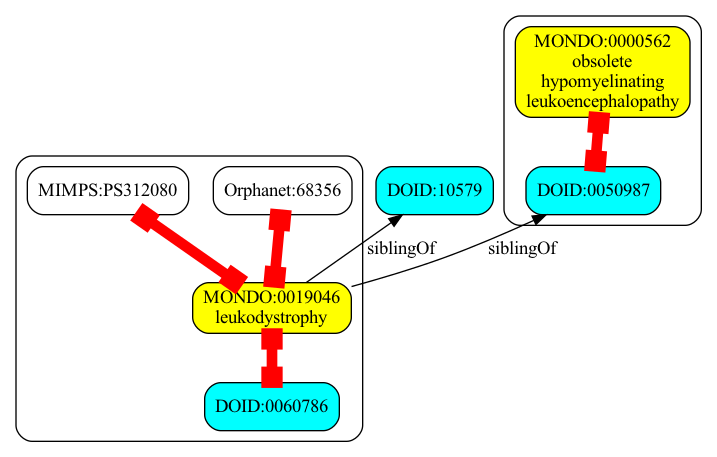 MONDO:0000562
obsolete
hypomyelinating
leukoencephalopathy
MIMPS:PS312080
Orphanet:68356
DOID:10579
DOID:0050987
siblingOf
siblingOf
MONDO:0019046
leukodystrophy
DOID:0060786